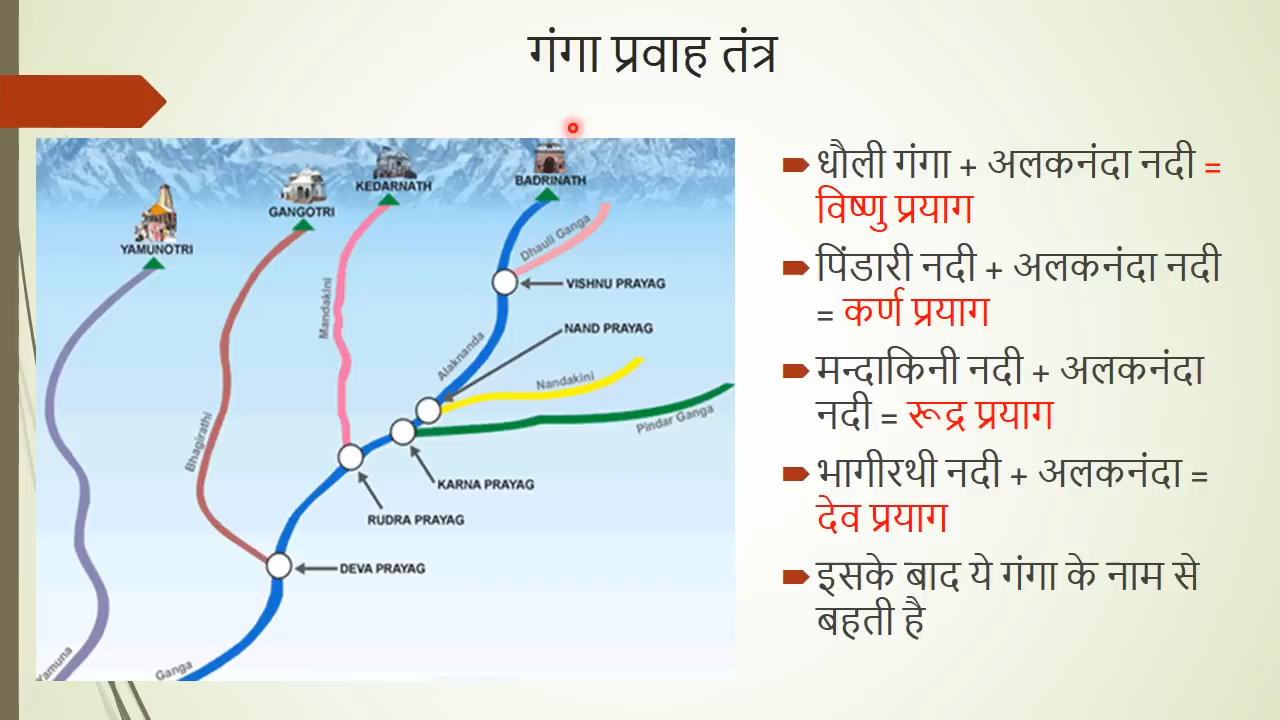 गंगा प्रवाह तंत्र
BADRINATH
KEDARNATH
GANGOTRI
YAMUNOTRI
Dhauli Ganga
VISHNU PRAYAG
Mandakini
NAND PRAYAG
Alaknanda
Nandakini
Pindar Ganga
Bhagirathi
KARNA PRAYAG
RUDRA PRAYAG
DEVA PRAYAG
Yamuna
Ganga
धौली गंगा + अलकनंदा नदी =
विष्णु प्रयाग
पिंडारी नदी + अलकनंदा नदी
= कर्ण प्रयाग
मन्दाकिनी नदी + अलकनंदा
नदी = रूद्र प्रयाग
भागीरथी नदी + अलकनंदा =
देव प्रयाग
इसके बाद ये गंगा के नाम से
बहती है